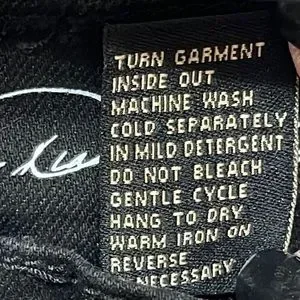 TURN GARMENT
INSIDE OUT
MACHINE WASH
COLD SEPARATELY
IN MILD DETERGENT
DO NOT BLEACH
GENTLE CYCLE
HANG TO DRY
WARM IRON ON
REVERSE
NECESSARY